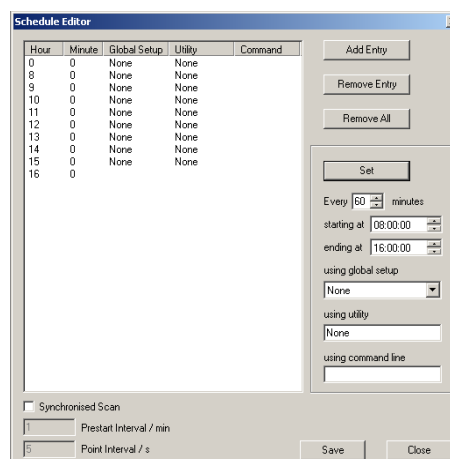 Schedule Editor
Hour Minute Global Setup Utility Command
0 0 None None
8 0 None None
9 0 None None
10 0 None None
11 0 None None
12 0 None None
13 0 None None
14 0 None None
15 0 None None
16 0
Add Entry
Remove Entry
Remove All
Set
Every 60 minutes
starting at 08:00:00
ending at 16:00:00
using global setup
None
using utility
None
using command line
Synchronised Scan
1 Prestart Interval / min
5 Point Interval / s
Save Close